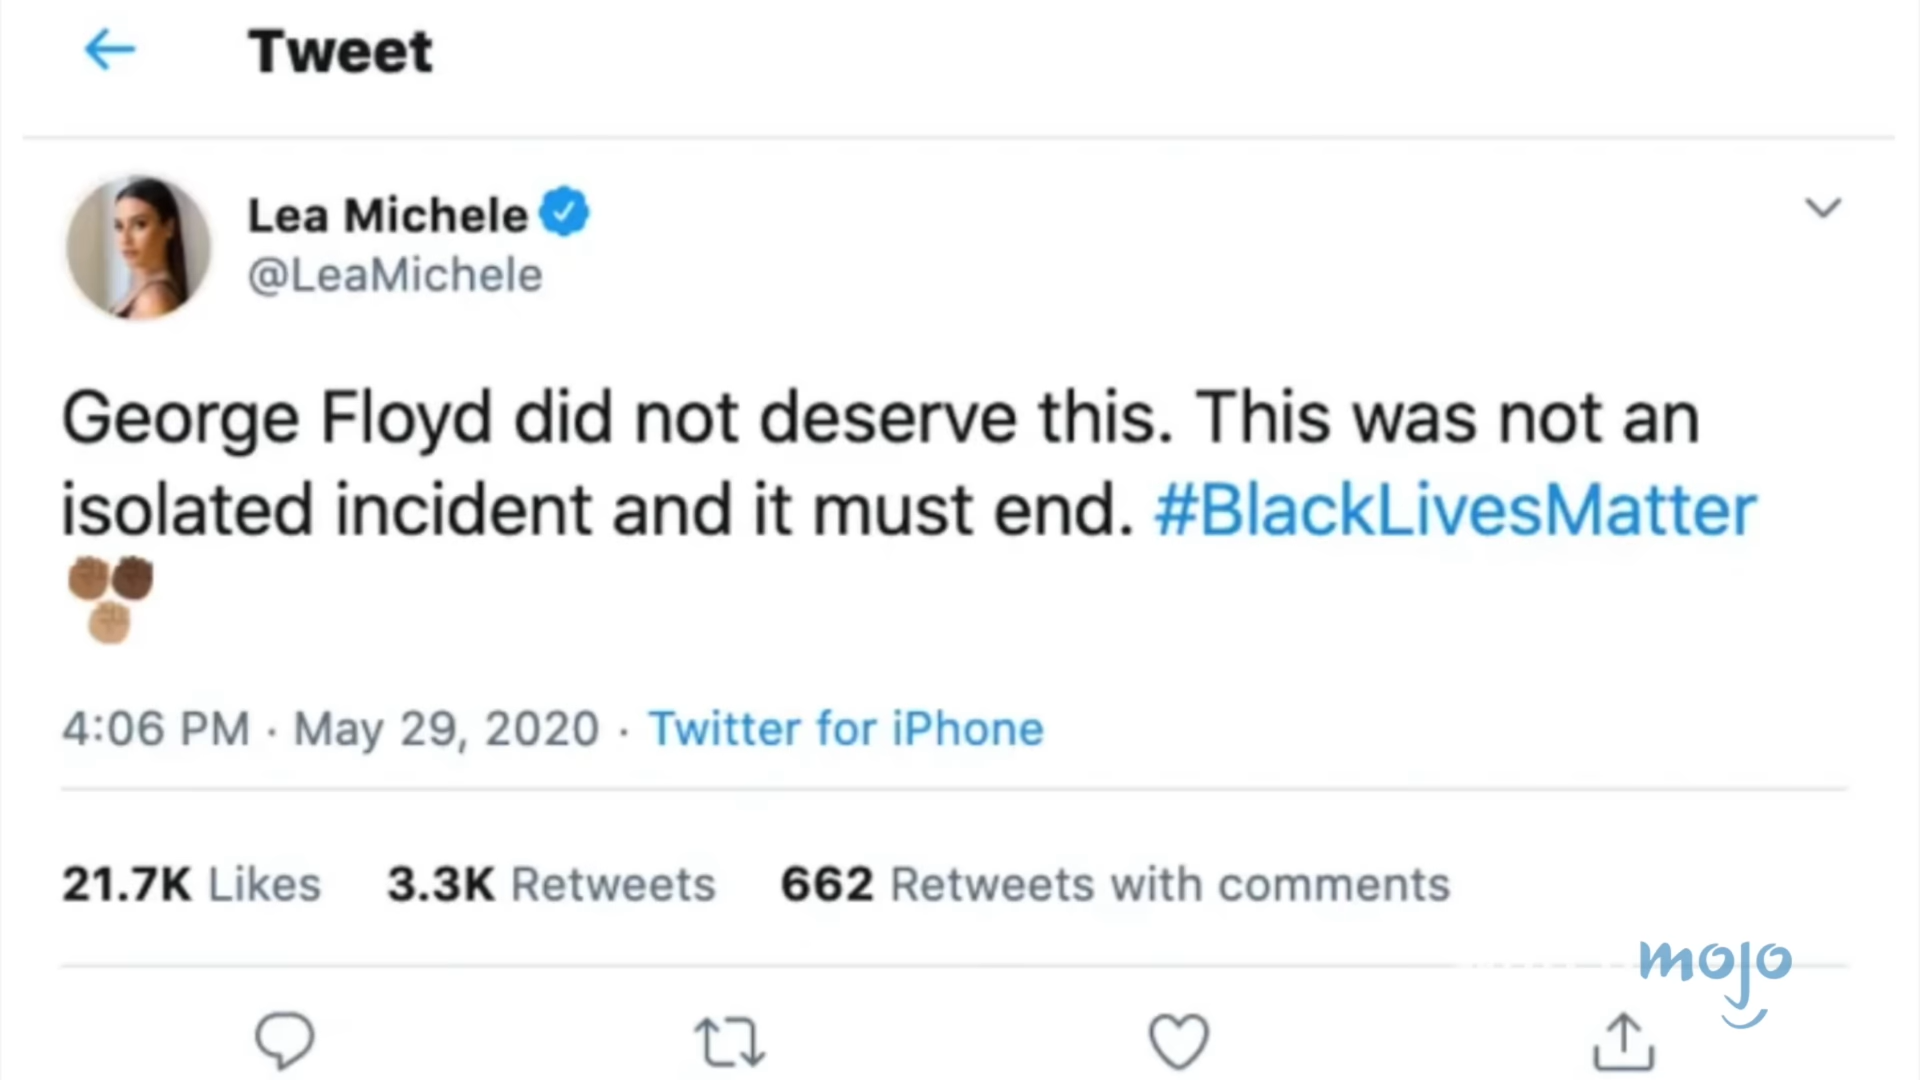 Tweet
Lea Michele
@LeaMichele
George Floyd did not deserve this. This was not an
isolated incident and it must end. #BlackLivesMatter
4:06 PM · May 29, 2020 · Twitter for iPhone
21.7K Likes 3.3K Retweets 662 Retweets with comments
mojo